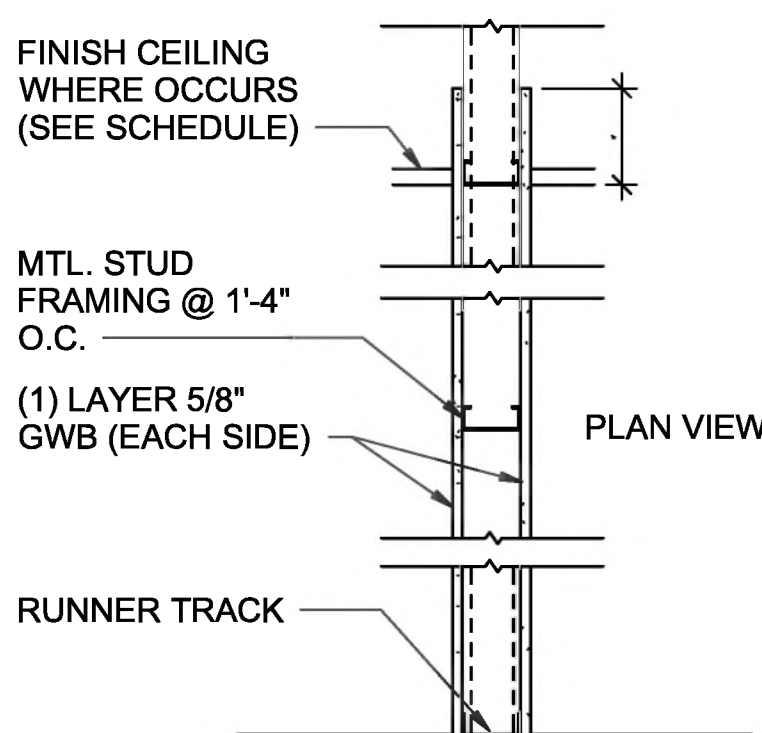 FINISH CEILING
WHERE OCCURS
(SEE SCHEDULE)
MTL. STUD
FRAMING @ 1'-4"
O.C.
(1) LAYER 5/8"
GWB (EACH SIDE)
PLAN VIEW
RUNNER TRACK